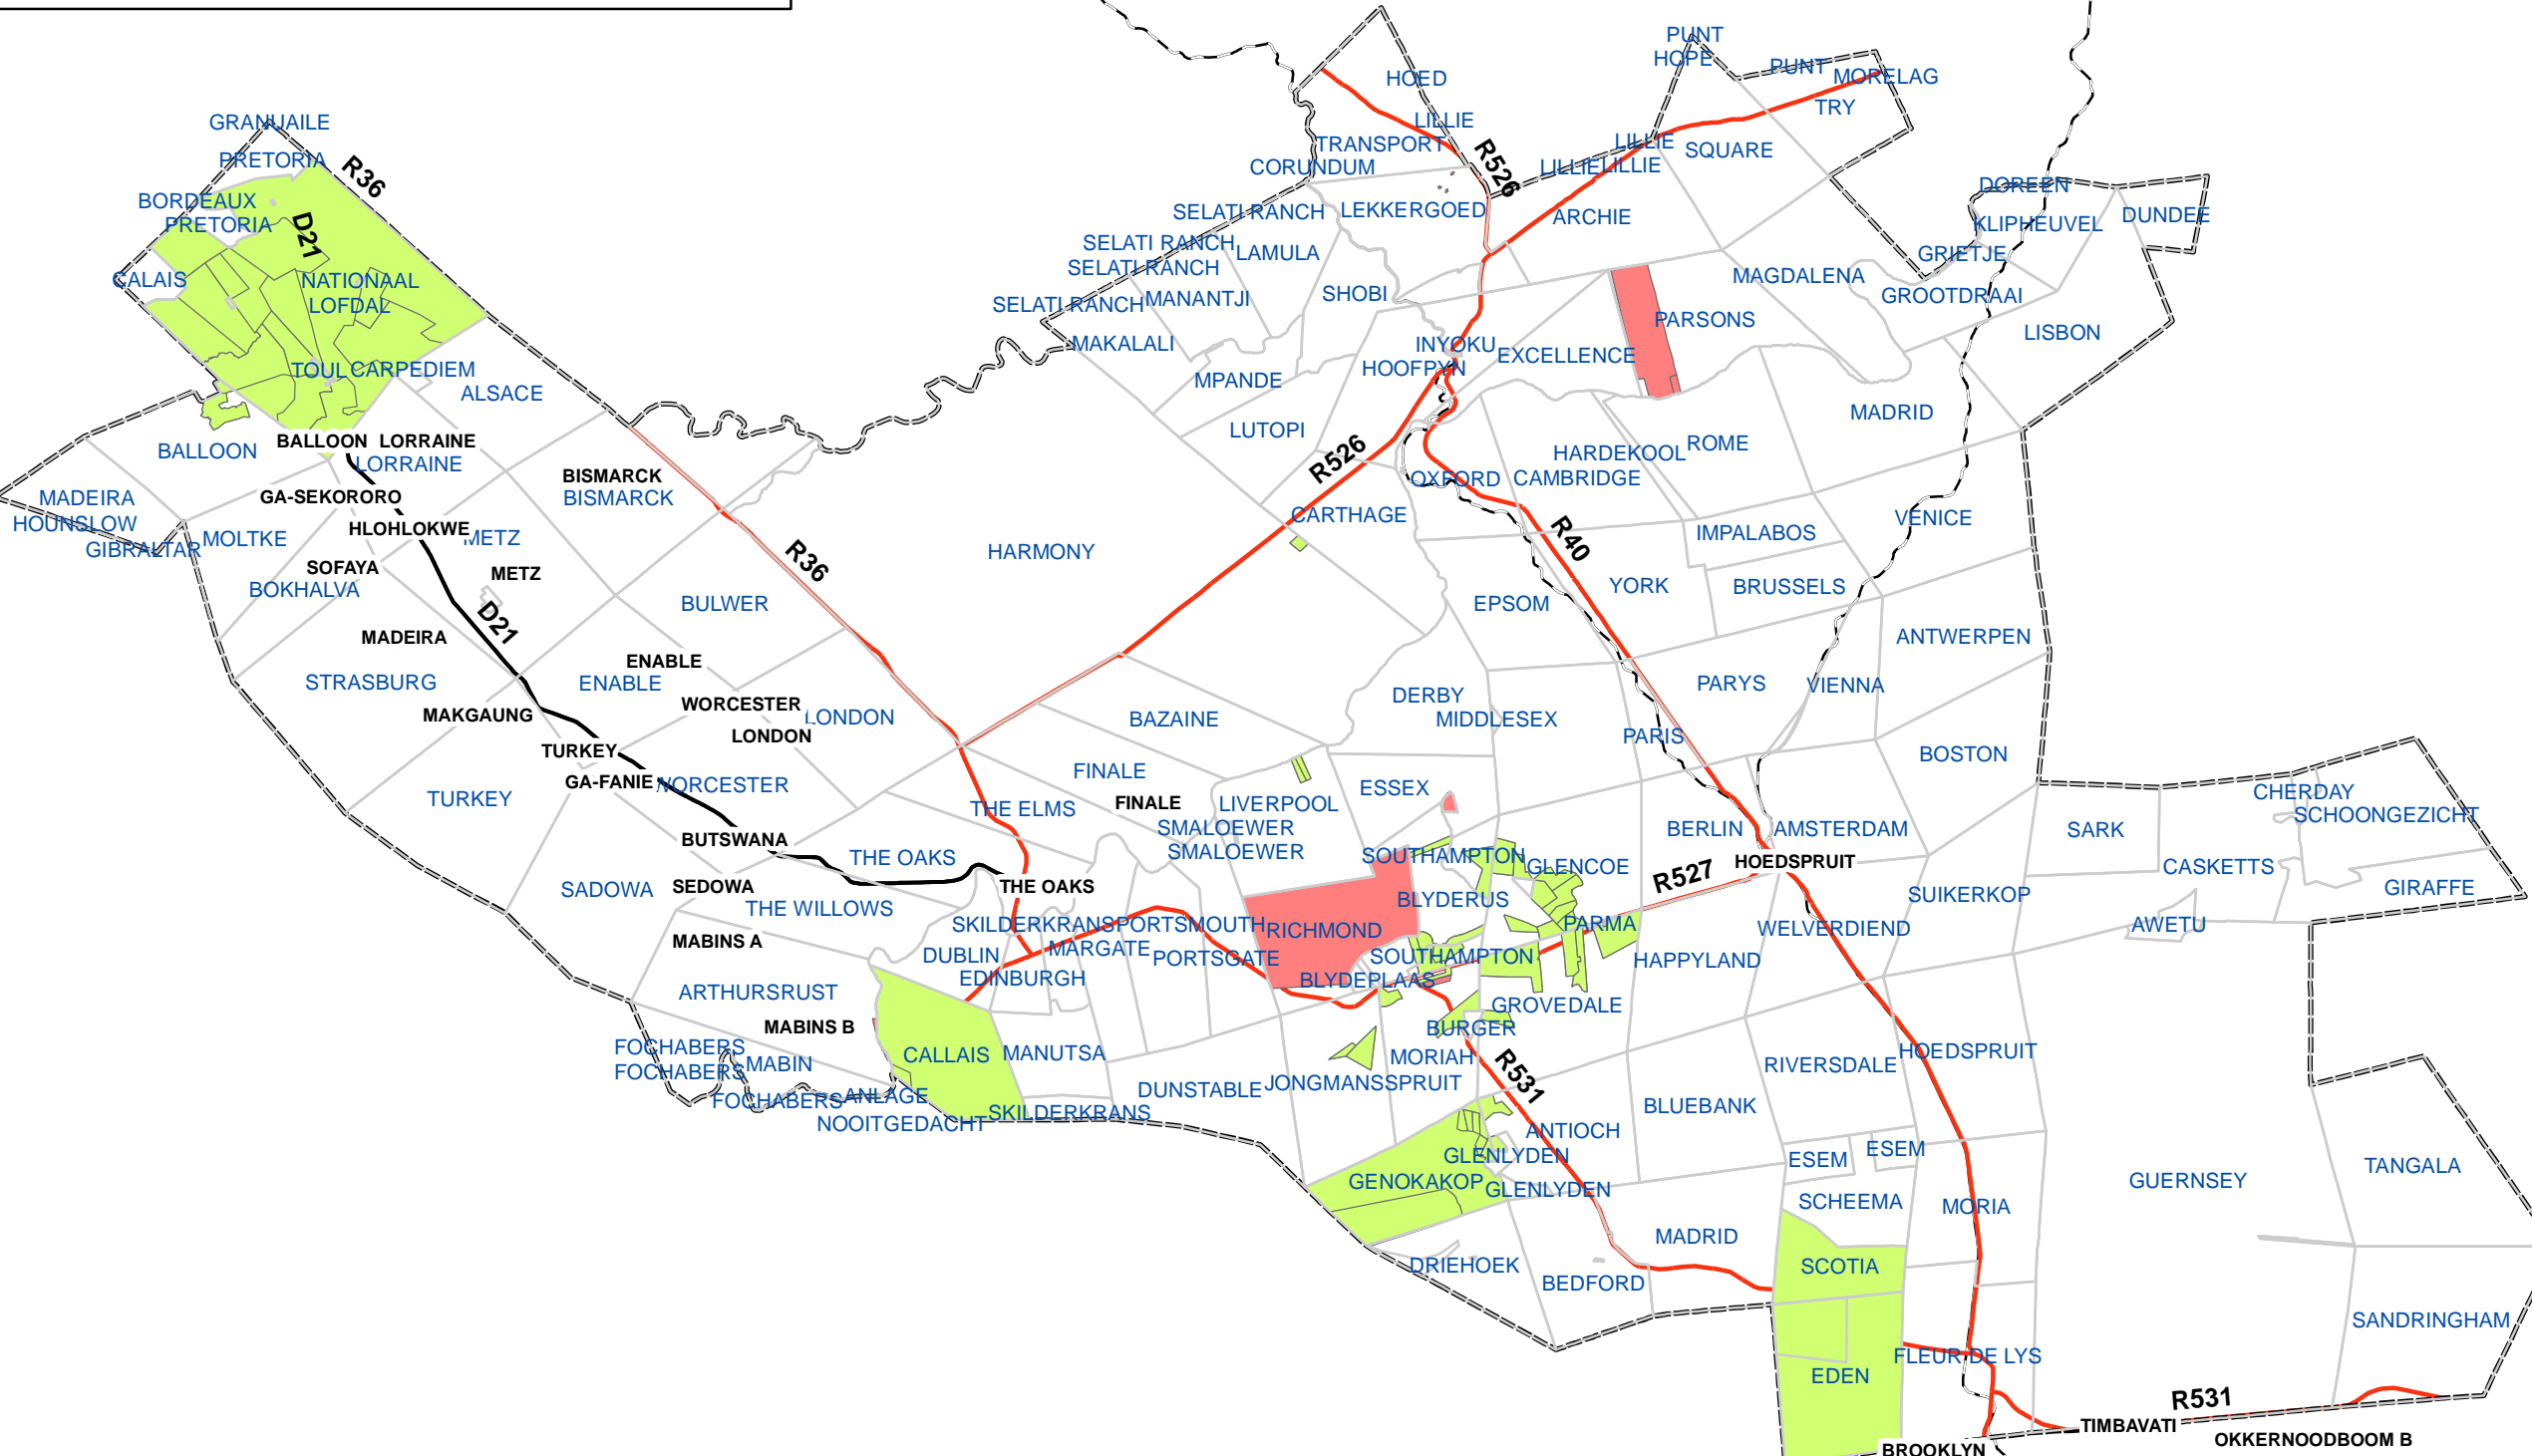 PUNT
HOPE
PUNT
MORELAG
HOED
TRY
GRANUAILE
LILLIE
TRANSPORT
LILLIE
SQUARE
PRETORIA
R36
CORUNDUM
R526
LILLIE
LILLIE
DOREEN
BORDEAUX
PRETORIA
D21
SELATI RANCH
LEKKERGOED
ARCHIE
KLIPHEUVEL
DUNDEE
SELATI RANCH
LAMULA
GRIETJE
SELATI RANCH
CALAIS
NATIONAAL
LOFDAL
SELATI RANCH
MANANTJI
SHOBI
MAGDALENA
GROOTDRAAI
PARSONS
LISBON
MAKALALI
INYOKU
EXCELLENCE
HOOFPYN
TOUL
CARPEDIEM
ALSACE
MPANDE
MADRID
LUTOPI
BALLOON
BALLOON
LORRAINE
LORRAINE
R526
HARDEKOOL
ROME
BISMARCK
BISMARCK
OXFORD
CAMBRIDGE
MADEIRA
GA-SEKORORO
HOUNSLOW
GIBRALTAR
MOLTKE
HLOHLOKWE
METZ
CARTHAGE
R40
IMPALABOS
VENICE
HARMONY
R36
SOFAYA
BOKHALVA
METZ
YORK
BRUSSELS
BULWER
EPSOM
D21
MADEIRA
ANTWERPEN
ENABLE
ENABLE
STRASBURG
PARYS
VIENNA
DERBY
MIDDLESEX
WORCESTER
LONDON
MAKGAUNG
BAZAINE
LONDON
PARIS
TURKEY
BOSTON
GA-FANIE
WORCESTER
FINALE
ESSEX
CHERDAY
SCHOONGEZICHT
TURKEY
THE ELMS
FINALE
LIVERPOOL
SMALOEWER
SMALOEWER
BERLIN
AMSTERDAM
SARK
BUTSWANA
THE OAKS
SOUTHAMPTON
GLENCOE
HOEDSPRUIT
R527
CASKETTS
SADOWA
SEDOWA
THE OAKS
THE WILLOWS
BLYDERUS
SUIKERKOP
GIRAFFE
SKILDERKRANS
PORTSMOUTH
RICHMOND
PARMA
WELVERDIEND
AWETU
MABINS A
DUBLIN
MARGATE
PORTSGATE
SOUTHAMPTON
HAPPYLAND
EDINBURGH
BLYDEPLAAS
ARTHURSRUST
GROVEDALE
MABINS B
BURGER
FOCHABERS
FOCHABERS
MABIN
CALLAIS
MANUTSA
MORIAH
R531
RIVERSDALE
HOEDSPRUIT
DUNSTABLE
JONGMANSSPRUIT
FOCHABERS
ANLAGE
NOOITGEDACHT
SKILDERKRANS
BLUEBANK
ANTIOCH
GLENLYDEN
ESEM
ESEM
TANGALA
GENOKAKOP
GLENLYDEN
GUERNSEY
SCHEEMA
MORIA
MADRID
DRIEHOEK
BEDFORD
SCOTIA
SANDRINGHAM
FLEUR DE LYS
EDEN
R531
TIMBAVATI
OKKERNOODBOOM B
BROOKLYN